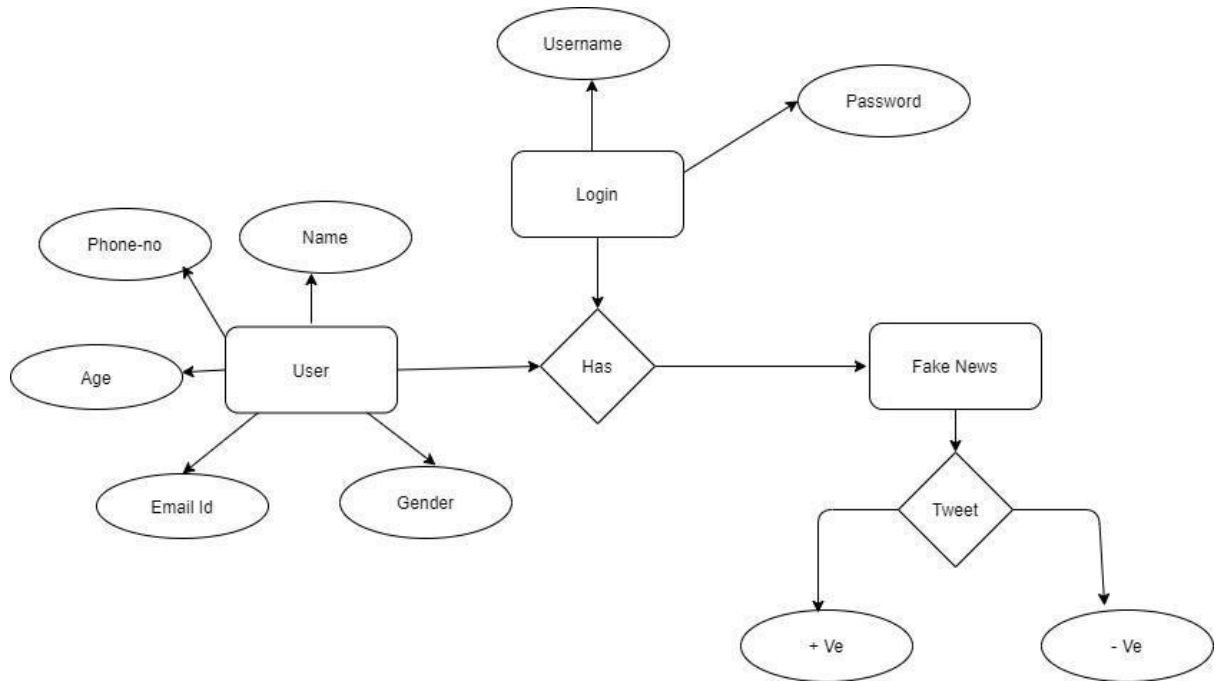 Username
Password
Login
Phone-no
Name
Age
User
Has
Fake News
Email Id
Gender
Tweet
+ Ve
- Ve